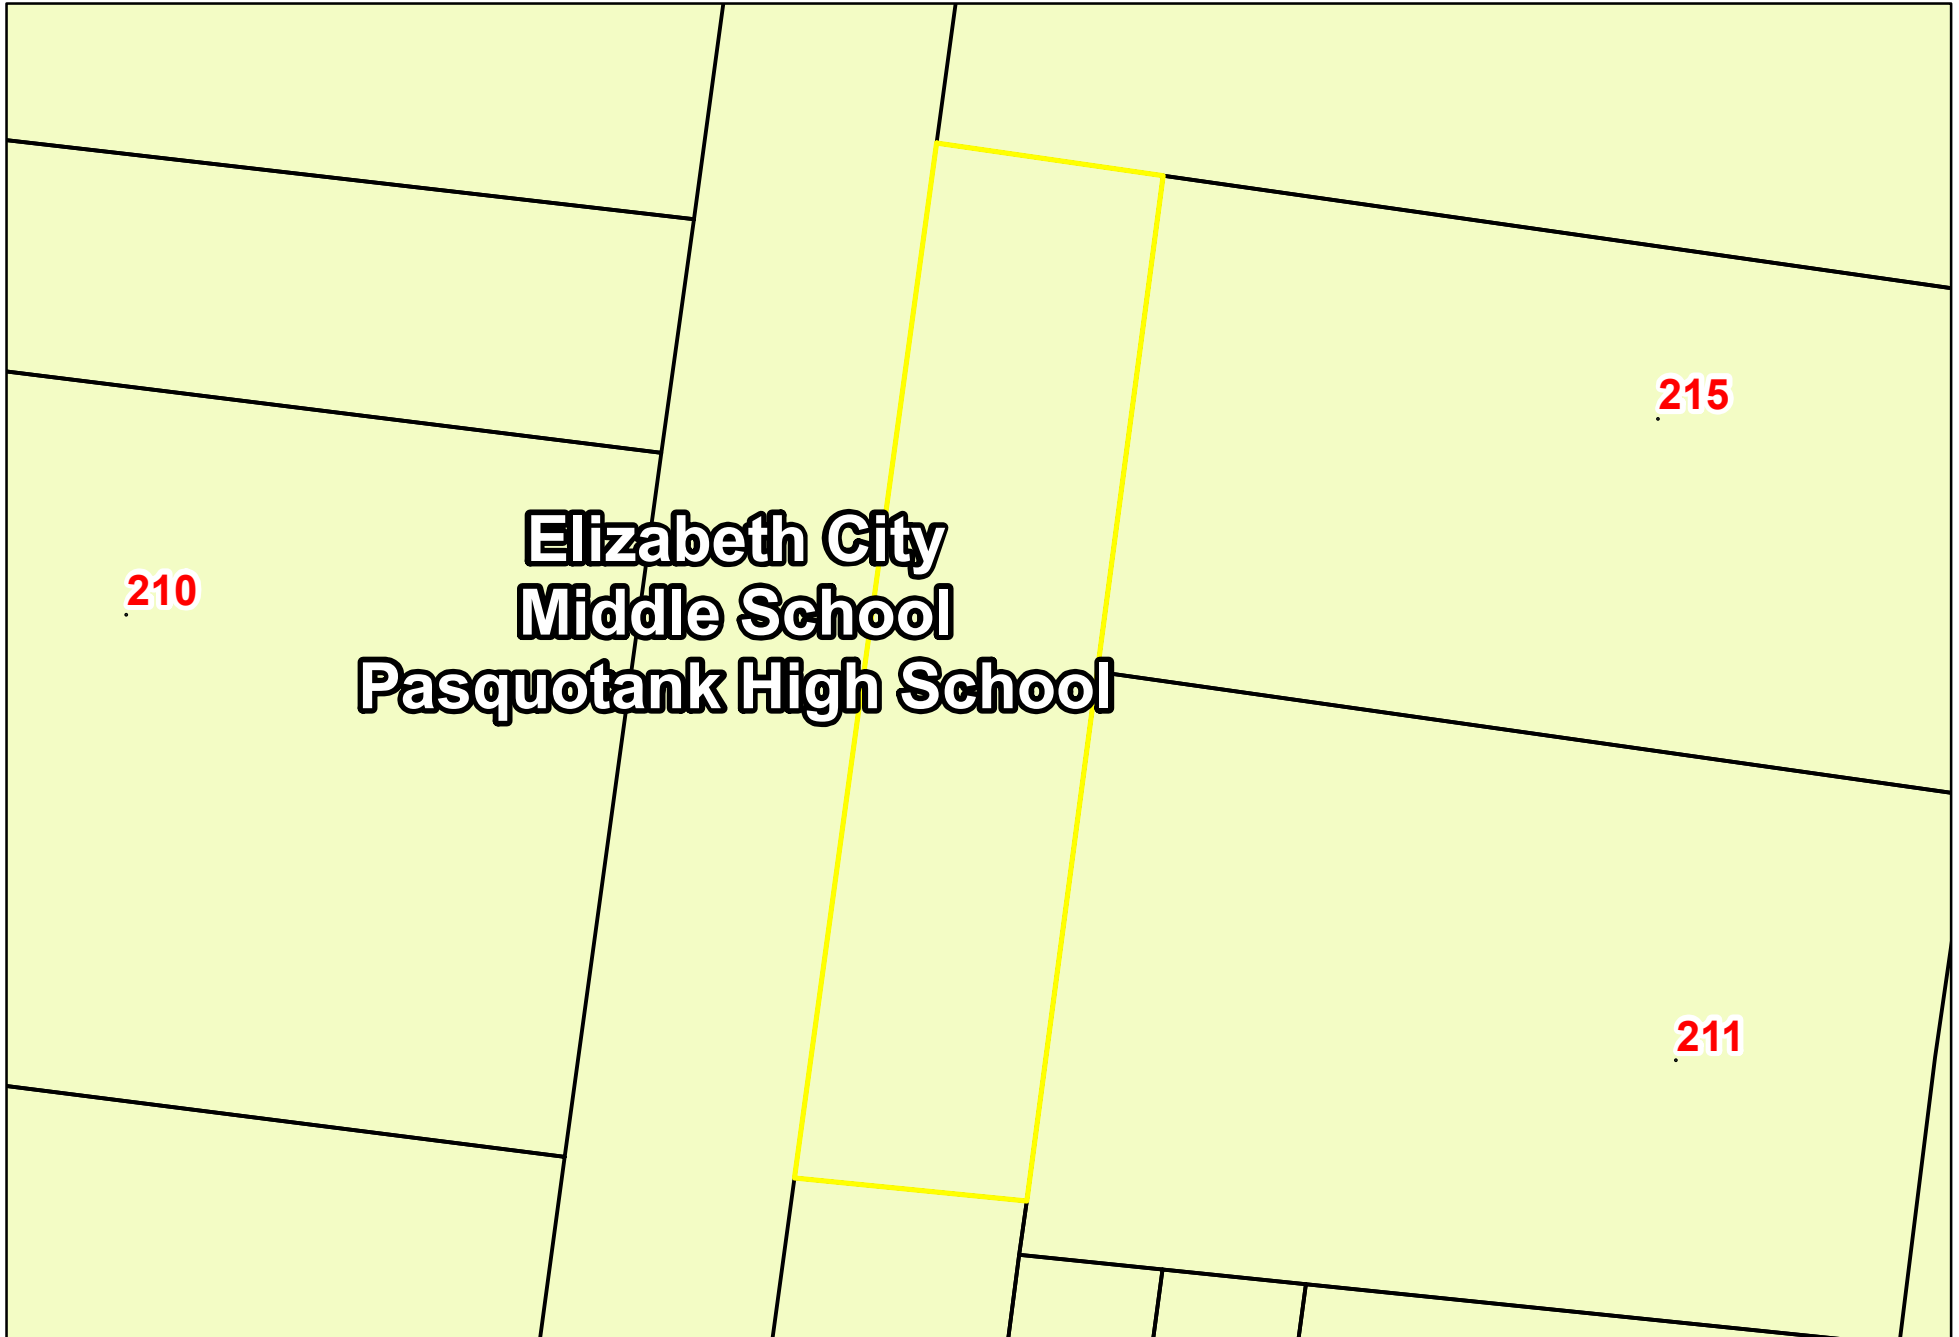 215
Elizabeth City
Middle School
Pasquotank High School
210
211